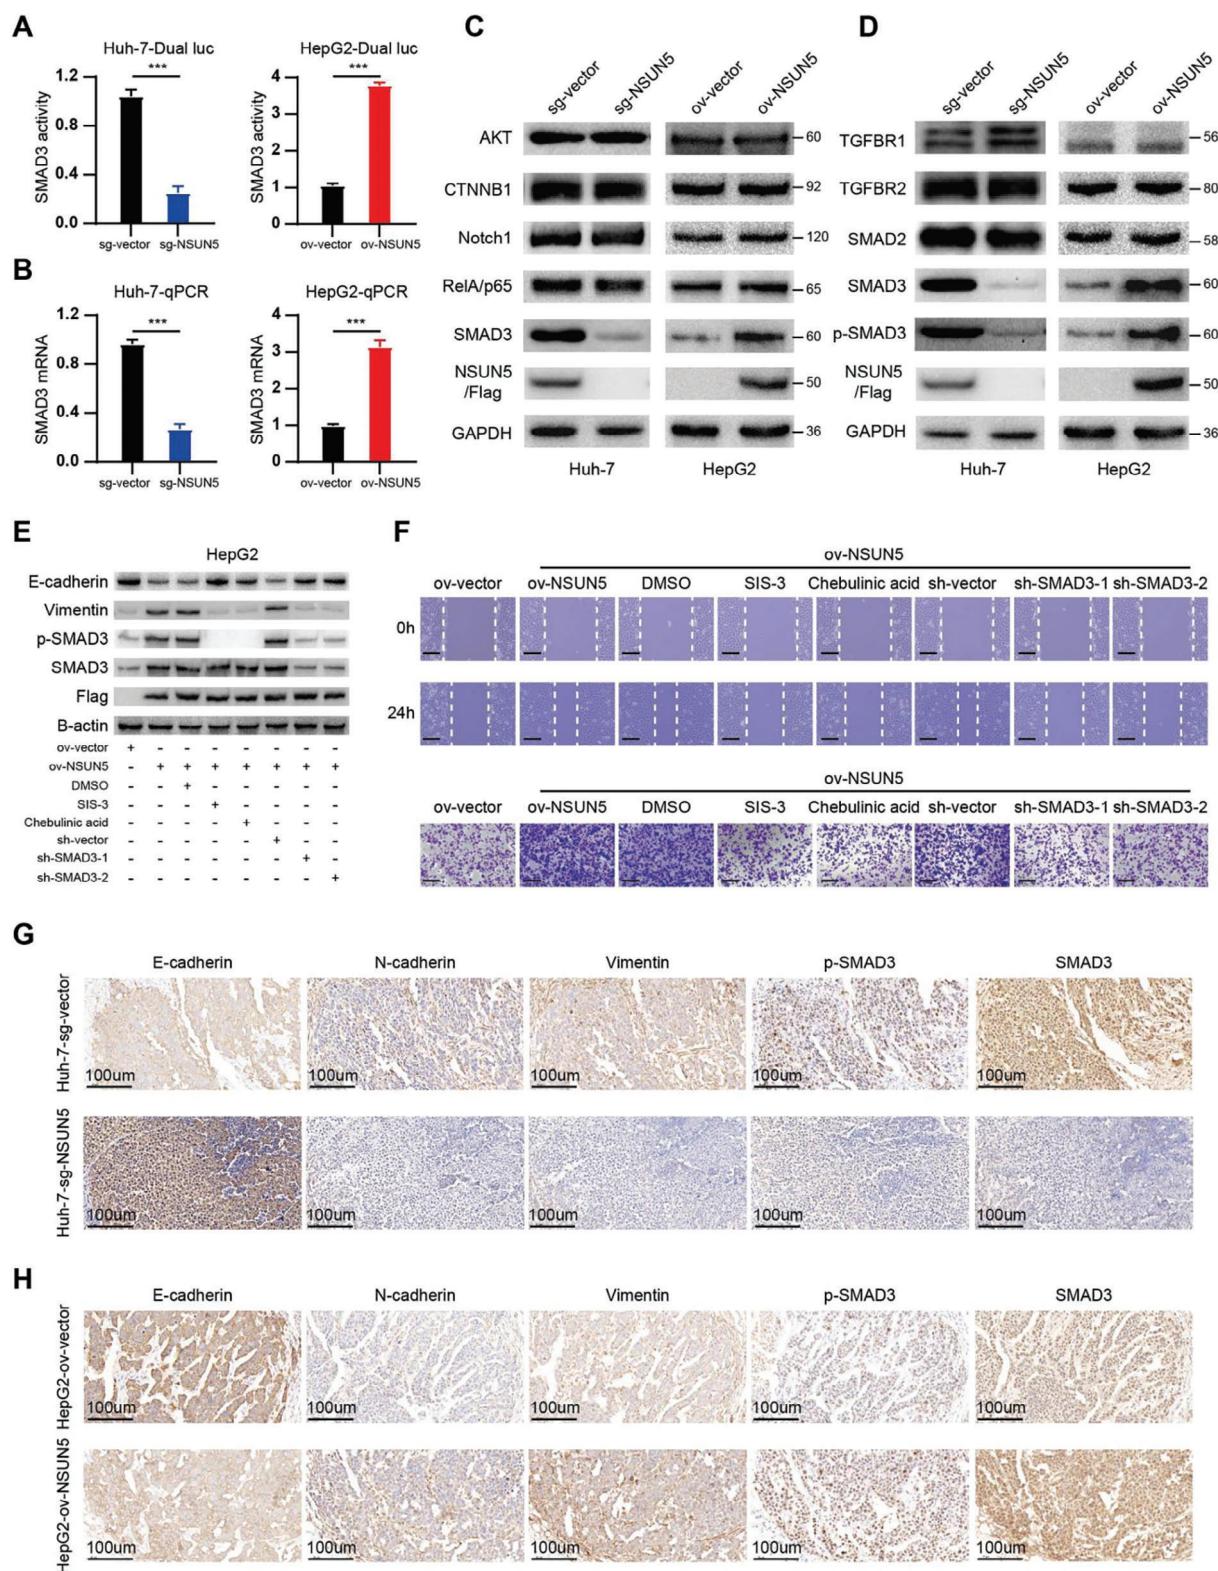 A
Huh-7-Dual luc
***
SMAD3 activity
1.2
0.8
0.4
0.0
sg-vector sg-NSUN5
HepG2-Dual luc
***
SMAD3 activity
4
3
2
1
0
ov-vector ov-NSUN5
B
Huh-7-qPCR
***
SMAD3 mRNA
1.2
0.8
0.4
0.0
sg-vector sg-NSUN5
HepG2-qPCR
***
SMAD3 mRNA
4
3
2
1
0
ov-vector ov-NSUN5
C
sg-vector sg-NSUN5 ov-vector ov-NSUN5
AKT 60
CTNNB1 92
Notch1 120
RelA/p65 65
SMAD3 60
NSUN5
/Flag 50
GAPDH 36
Huh-7 HepG2
D
sg-vector sg-NSUN5 ov-vector ov-NSUN5
TGFBR1 56
TGFBR2 80
SMAD2 58
SMAD3 60
p-SMAD3 60
NSUN5
/Flag 50
GAPDH 36
Huh-7 HepG2
E
HepG2
E-cadherin
Vimentin
p-SMAD3
SMAD3
Flag
B-actin
ov-vector + - - - - - - -
ov-NSUN5 - + + + + + + +
DMSO - - + - - - - -
SIS-3 - - - + - - - -
Chebulinic acid - - - - + - - -
sh-vector - - - - - + - -
sh-SMAD3-1 - - - - - - + -
sh-SMAD3-2 - - - - - - - +
F
ov-NSUN5
ov-vector ov-NSUN5 DMSO SIS-3 Chebulinic acid sh-vector sh-SMAD3-1 sh-SMAD3-2
0h
24h
ov-NSUN5
ov-vector ov-NSUN5 DMSO SIS-3 Chebulinic acid sh-vector sh-SMAD3-1 sh-SMAD3-2
G
E-cadherin N-cadherin Vimentin p-SMAD3 SMAD3
Huh-7-sg-vector
100um 100um 100um 100um 100um
Huh-7-sg-NSUN5
100um 100um 100um 100um 100um
H
E-cadherin N-cadherin Vimentin p-SMAD3 SMAD3
HepG2-ov-vector
100um 100um 100um 100um 100um
HepG2-ov-NSUN5
100um 100um 100um 100um 100um